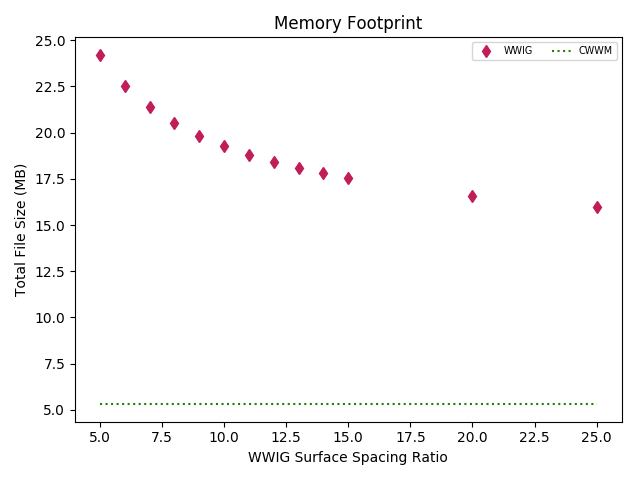 Memory Footprint
WWIG CWWM
25.0
22.5
20.0
17.5
15.0
12.5
10.0
7.5
5.0
Total File Size (MB)
5.0 7.5 10.0 12.5 15.0 17.5 20.0 22.5 25.0
WWIG Surface Spacing Ratio